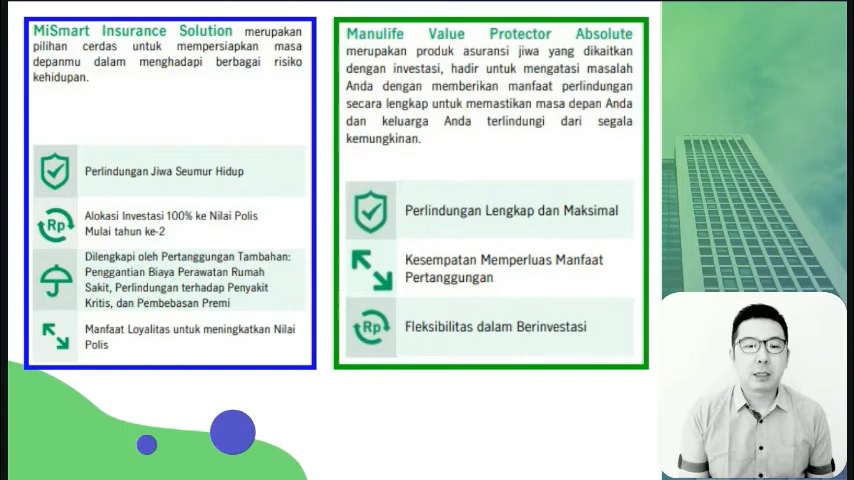 MiSmart Insurance Solution merupakan
pilihan cerdas untuk mempersiapkan masa
depanmu dalam menghadapi berbagai risiko
kehidupan.
Perlindungan Jiwa Seumur Hidup
Rp
Alokasi Investasi 100% ke Nilai Polis
Mulai tahun ke-2
Dilengkapi oleh Pertanggungan Tambahan:
Penggantian Biaya Perawatan Rumah
Sakit, Perlindungan terhadap Penyakit
Kritis, dan Pembebasan Premi
Manfaat Loyalitas untuk meningkatkan Nilai
Polis
Manulife Value Protector Absolute
merupakan produk asuransi jiwa yang dikaitkan
dengan investasi, hadir untuk mengatasi masalah
Anda dengan memberikan manfaat perlindungan
secara lengkap untuk memastikan masa depan Anda
dan keluarga Anda terlindungi dari segala
kemungkinan.
Perlindungan Lengkap dan Maksimal
Kesempatan Memperluas Manfaat
Pertanggungan
Rp
Fleksibilitas dalam Berinvestasi